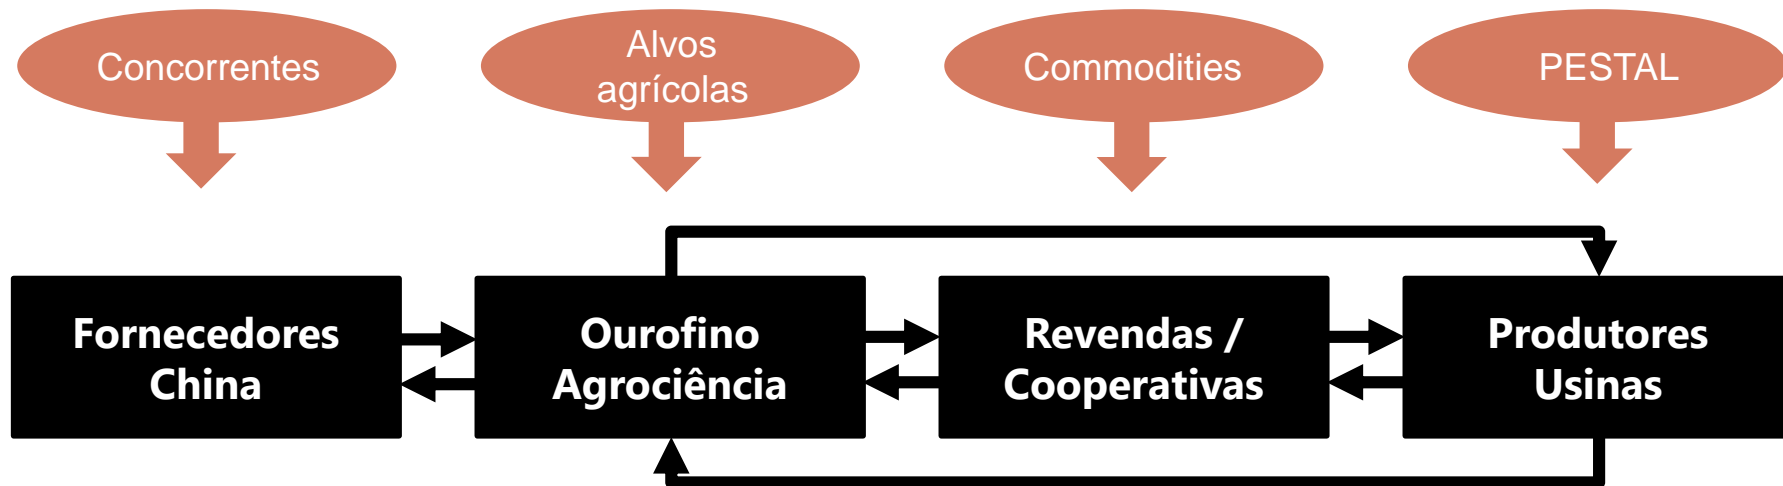 Concorrentes
Alvos
agrícolas
Commodities
PESTAL
Fornecedores
China
Ourofino
Agrociência
Revendas /
Cooperativas
Produtores
Usinas